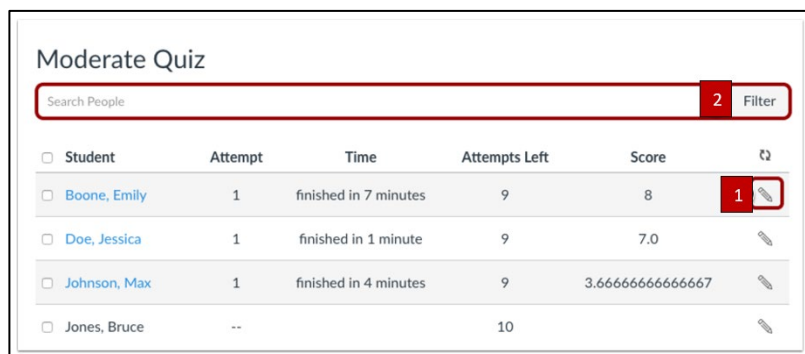 Moderate Quiz
Search People 2 Filter
Student Attempt Time Attempts Left Score
Boone, Emily 1 finished in 7 minutes 9 8 1
Doe, Jessica 1 finished in 1 minute 9 7.0
Johnson, Max 1 finished in 4 minutes 9 3.66666666666667
Jones, Bruce -- 10